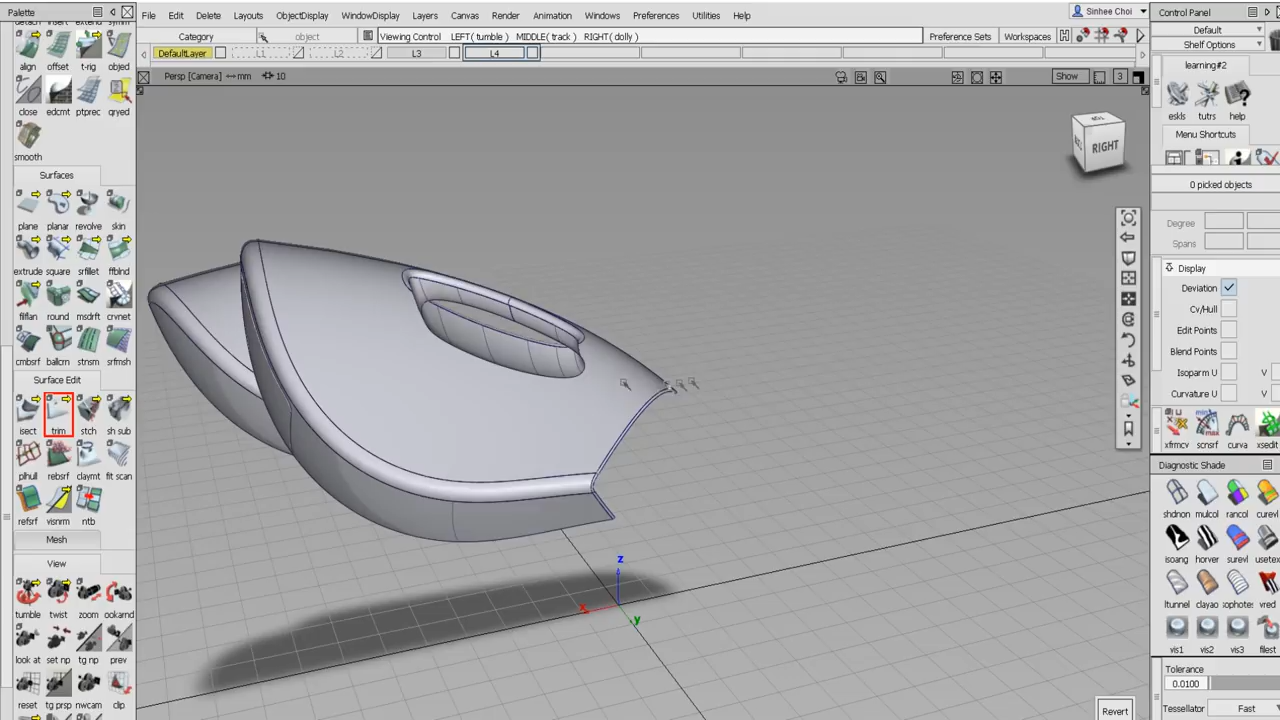 Palette
File Edit Delete Layouts ObjectDisplay WindowDisplay Layers Canvas Render Animation Windows Preferences Utilities Help
Sinhee Choi
Control Panel
Category object Viewing Control LEFT( tumble ) MIDDLE( track ) RIGHT( dolly ) Preference Sets Workspaces
Default
Shelf Options
DefaultLayer L1 L2 L3 L4
align offset t-rig
Persp [Camera] mm 10 Show 3
learning#2
close edcmt ptprec qryed
eskls tutrs help
smooth
Menu Shortcuts
RIGHT
Surfaces
0 picked objects
plane planar revolve skin
Degree
Spans
extrude square srfillet ffblnd
Display
Deviation
filflan round msdrft crvnet
Cv/Hull
Edit Points
cmbsrf ballcrn stnsm srfmsh
Blend Points
Surface Edit
Isoparm U V
Curvature U V
isect trim stch sh sub
xfrmcv scnsrf curva xsedit
plhull rebsrf claymt fit scan
Diagnostic Shade
refsrf visnrm ntb
shdnon mulcol rancol curevl
Mesh
isoang horver surevl usetex
View
z
tumble twist zoom
ltunnel clayao vred
x
y
look at set np tg np prev
vis1 vis2 vis3 filest
Tolerance
0.0100
reset tg prsp nwcam clip
Revert
Tessellator Fast